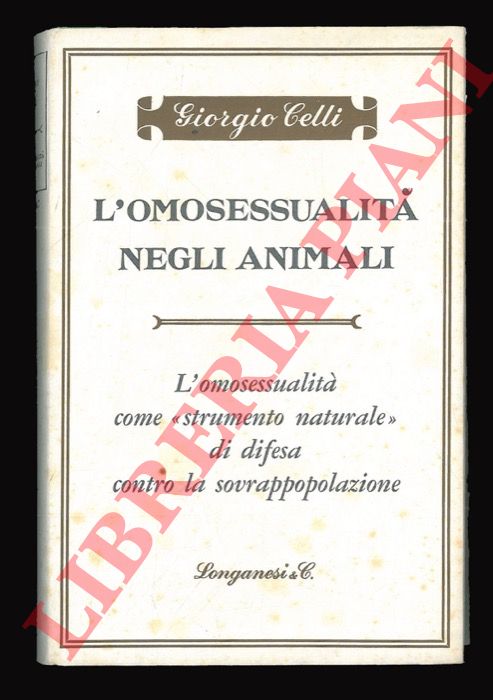 Giorgio Celli
L'OMOSESSUALITÀ
NEGLI ANIMALI
L'omosessualità
come «strumento naturale»
di difesa
contro la sovrappopolazione
Longanesi & C.
LIBRERIA PIANI